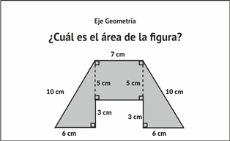 Eje Geometría
¿Cuál es el área de la figura?
7 cm
5 cm 5 cm
10 cm 10 cm
3 cm 3 cm
6 cm 6 cm